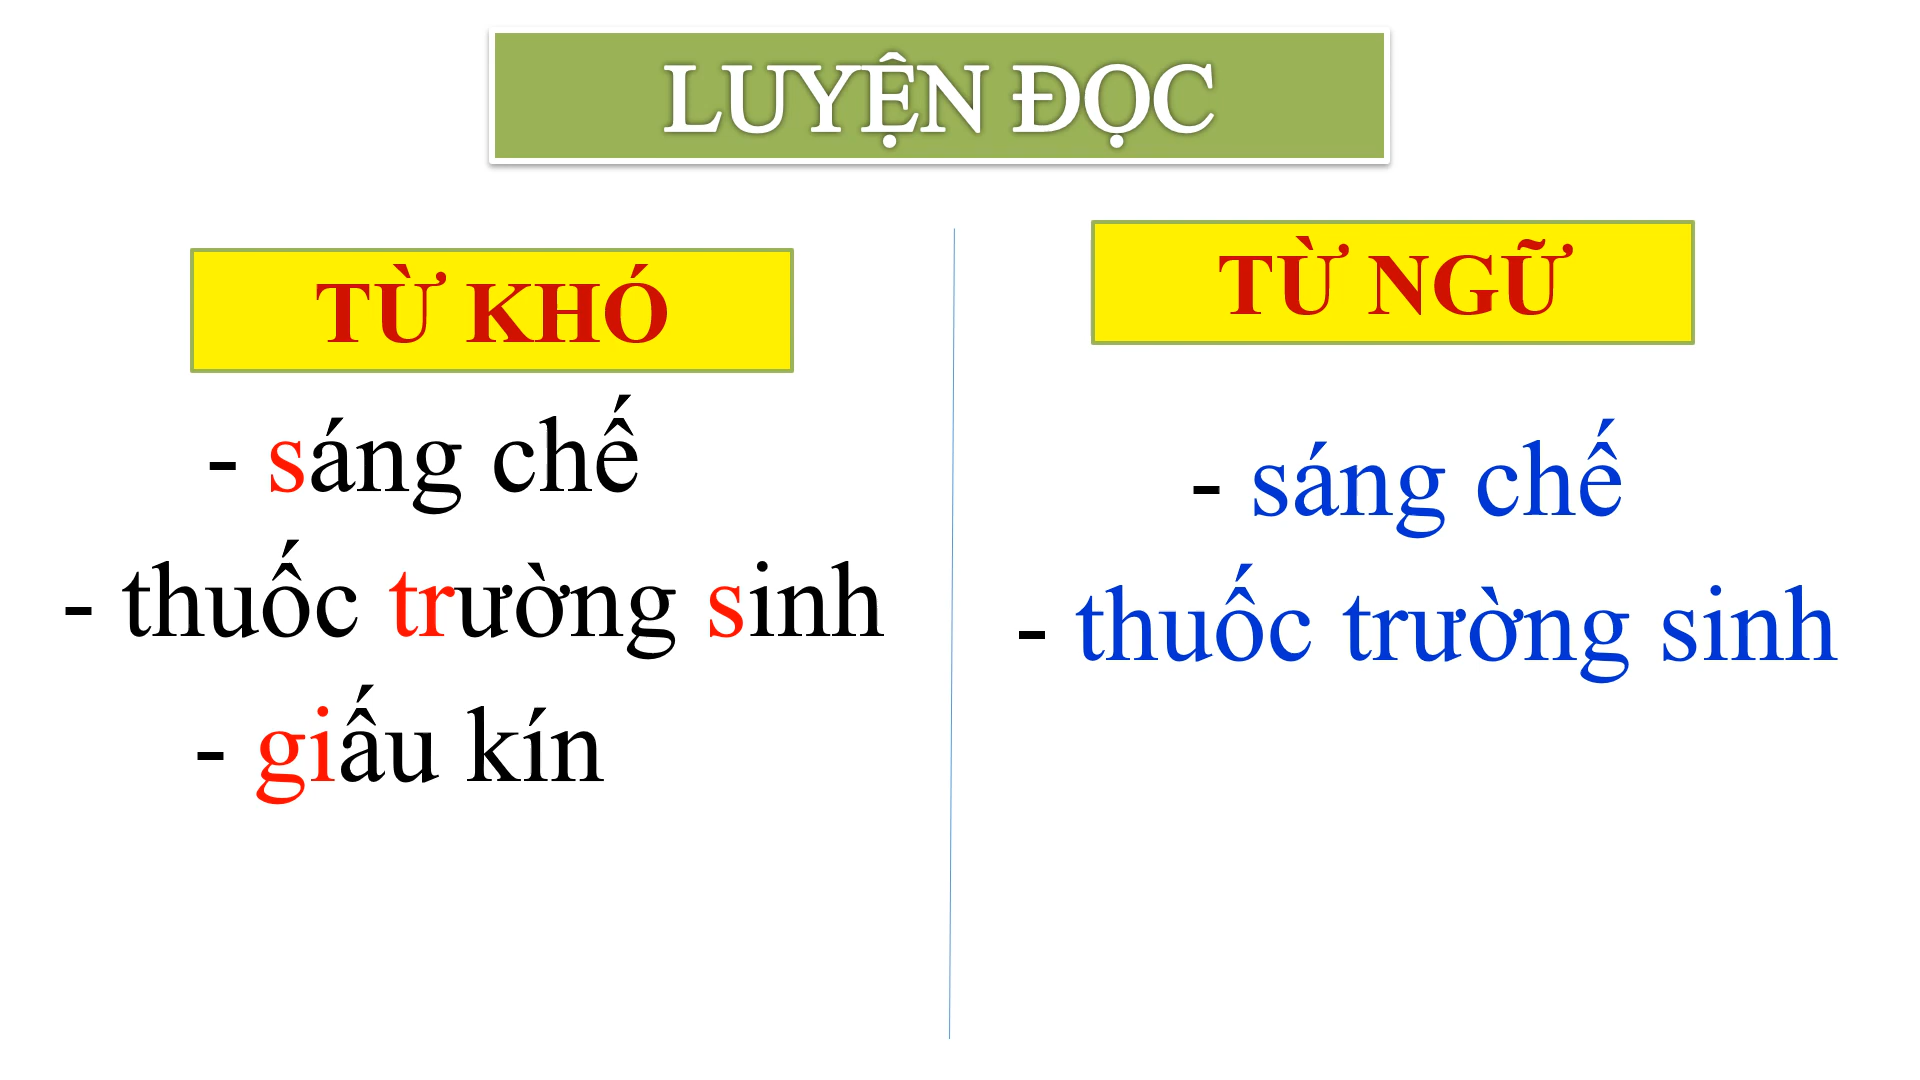 LUYỆN ĐỌC
TỪ KHÓ
- sáng chế
- thuốc trường sinh
- giấu kín
TỪ NGỮ
- sáng chế
- thuốc trường sinh